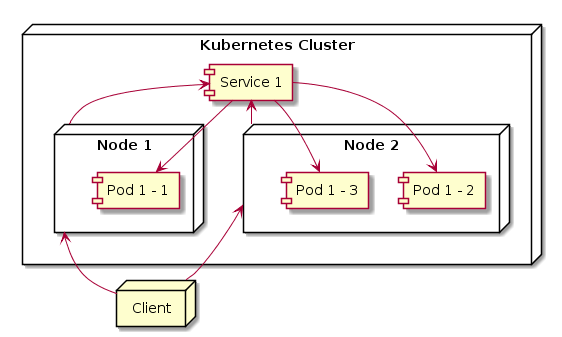 Kubernetes Cluster
Service 1
Node 1
Node 2
Pod 1 - 1
Pod 1 - 3
Pod 1 - 2
Client